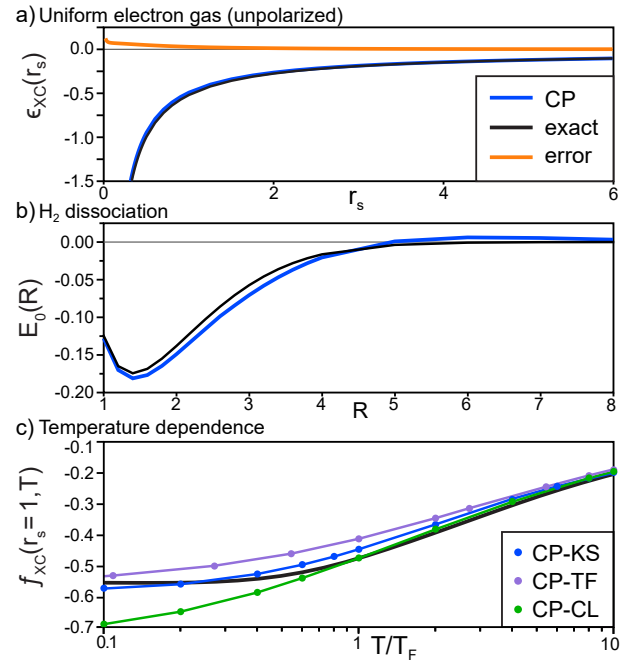 a) Uniform electron gas (unpolarized)
0.0
-0.5
-1.0
-1.5
ϵXC(rs)
CP
exact
error
0 2 4 6
rs
b) H2 dissociation
0.00
-0.05
-0.10
-0.15
-0.20
E0(R)
1 2 3 4 5 6 7 8
R
c) Temperature dependence
-0.1
-0.2
-0.3
-0.4
-0.5
-0.6
-0.7
fXC(rs = 1,T)
CP-KS
CP-TF
CP-CL
0.1 1 10
T/TF